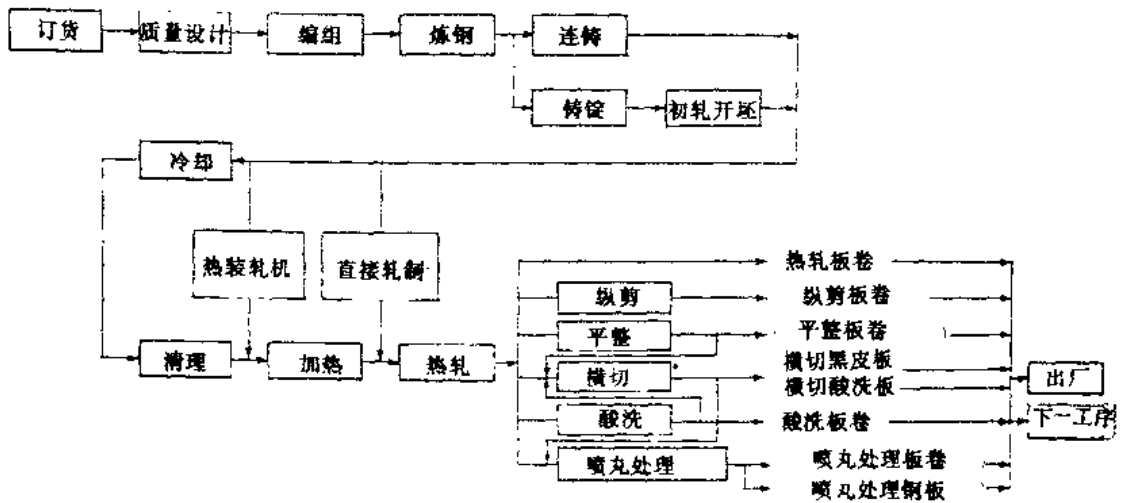 订货
质量设计
编组
炼钢
连铸
铸锭
初轧开坯
冷却
热装轧机
直接轧制
热轧板卷
纵剪
纵剪板卷
平整
平整板卷
清理
加热
热轧
横切
横切黑皮板
横切酸洗板
出厂
酸洗
酸洗板卷
下一工序
喷丸处理
喷丸处理板卷
喷丸处理钢板